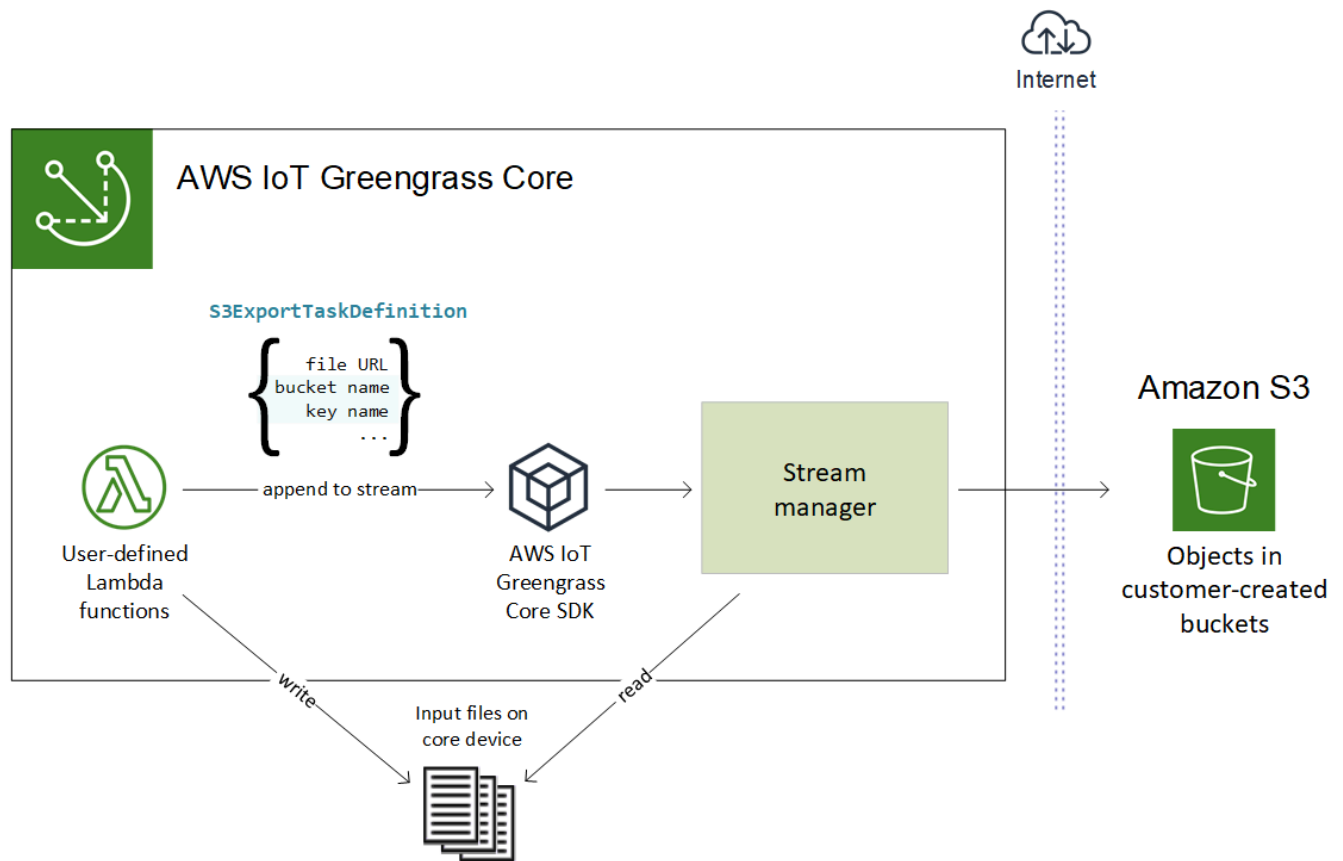 Internet
AWS IoT Greengrass Core
S3ExportTaskDefinition
file URL
bucket name
key name
...
append to stream
User-defined
Lambda
functions
AWS IoT
Greengrass
Core SDK
Stream
manager
Amazon S3
Objects in
customer-created
buckets
write
read
Input files on
core device